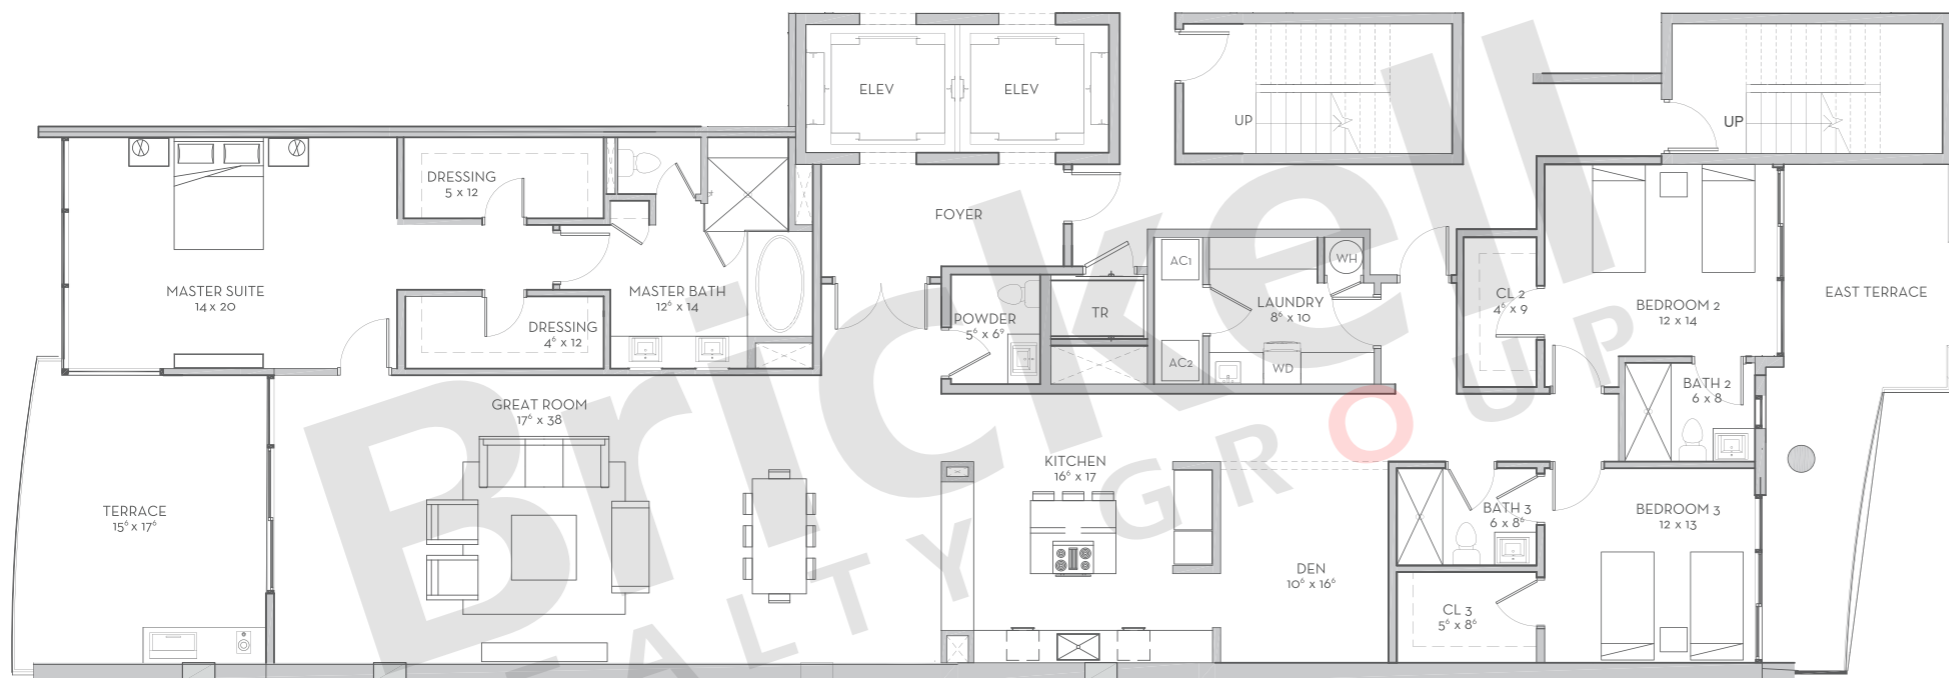 ELEV
ELEV
UP
UP
DRESSING
5 x 12
FOYER
MASTER SUITE
14 x 20
MASTER BATH
12⁶ x 14
DRESSING
4⁶ x 12
POWDER
5⁶ x 6⁹
TR
AC1
AC2
LAUNDRY
8⁶ x 10
WH
WD
CL 2
4⁶ x 9
BEDROOM 2
12 x 14
EAST TERRACE
BATH 2
6 x 8
GREAT ROOM
17⁶ x 38
KITCHEN
16⁶ x 17
TERRACE
15⁶ x 17⁶
BATH 3
6 x 8⁶
BEDROOM 3
12 x 13
DEN
10⁶ x 16⁶
CL 3
5⁶ x 8⁶
Brickell
EALTY GROUP